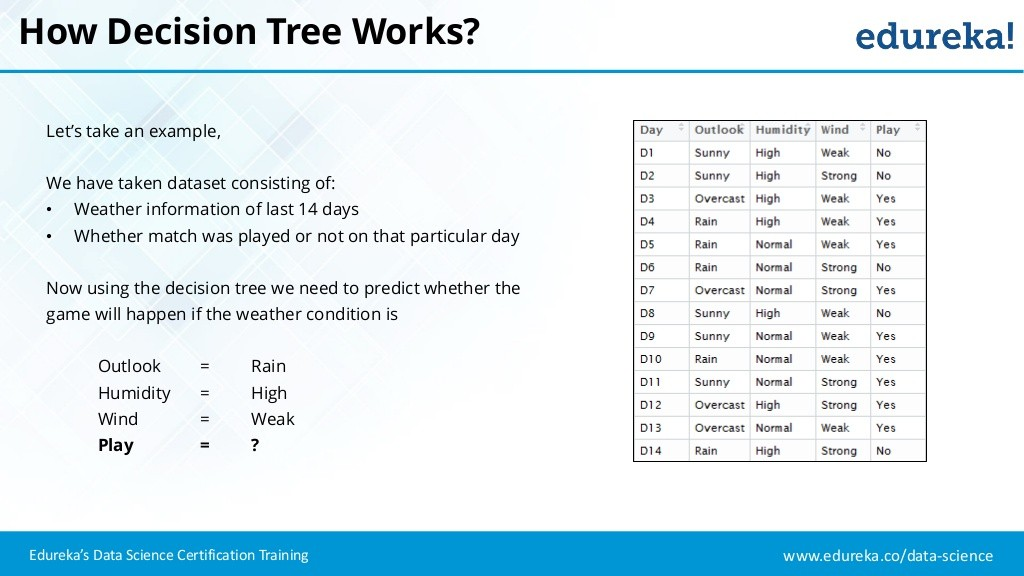 How Decision Tree Works?
edureka!
Let's take an example,
We have taken dataset consisting of:
• Weather information of last 14 days
• Whether match was played or not on that particular day
Now using the decision tree we need to predict whether the
game will happen if the weather condition is
Outlook = Rain
Humidity = High
Wind = Weak
Play = ?
Day Outlook Humidity Wind Play
D1 Sunny High Weak No
D2 Sunny High Strong No
D3 Overcast High Weak Yes
D4 Rain High Weak Yes
D5 Rain Normal Weak Yes
D6 Rain Normal Strong No
D7 Overcast Normal Strong Yes
D8 Sunny High Weak No
D9 Sunny Normal Weak Yes
D10 Rain Normal Weak Yes
D11 Sunny Normal Strong Yes
D12 Overcast High Strong Yes
D13 Overcast Normal Weak Yes
D14 Rain High Strong No
Edureka's Data Science Certification Training
www.edureka.co/data-science